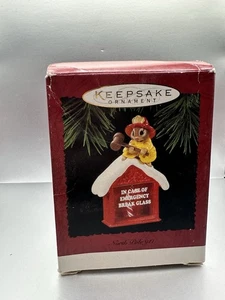 KEEPSAKE
ORNAMENT
IN CASE OF
EMERGENCY
BREAK GLASS